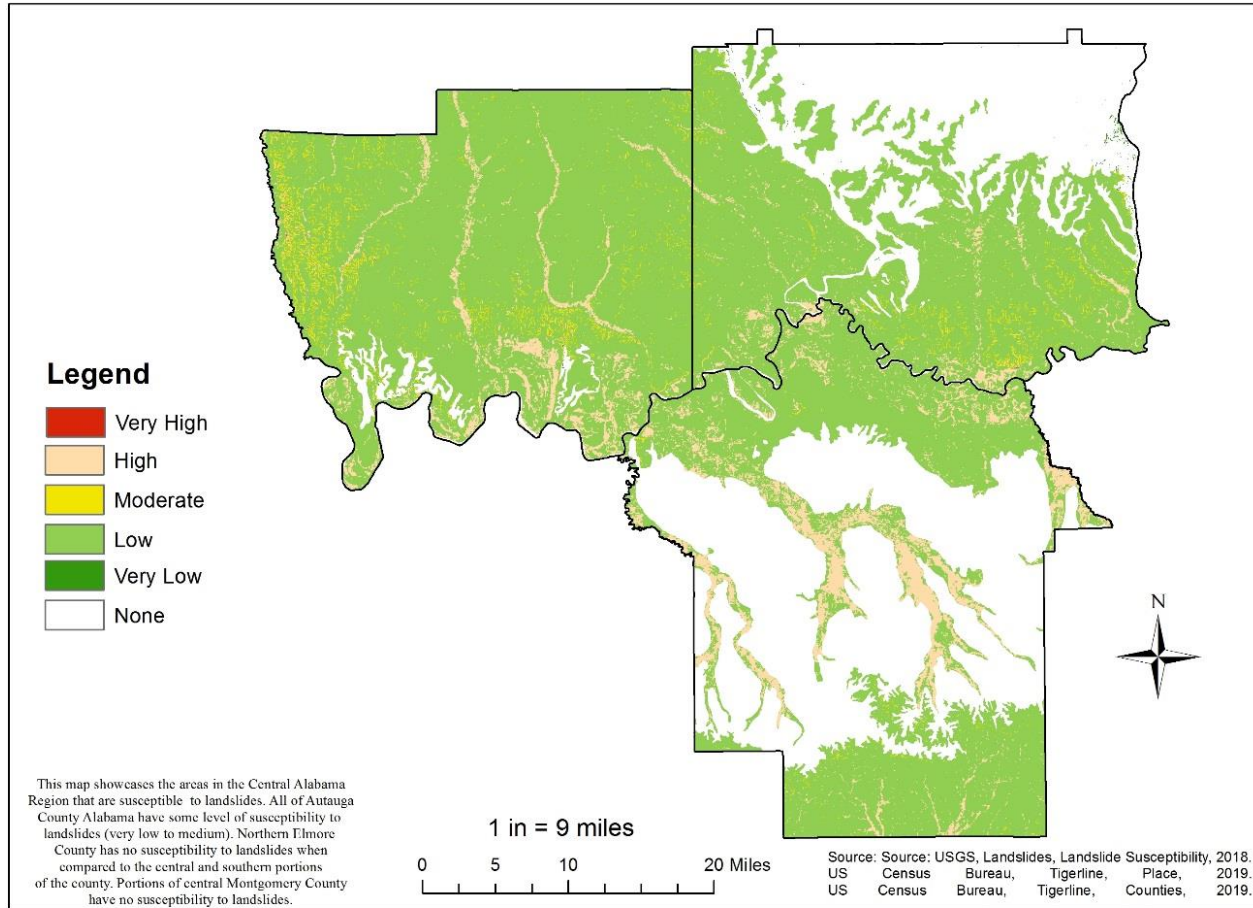 Legend
Very High
High
Moderate
Low
Very Low
None
N
This map showcases the areas in the Central Alabama
Region that are susceptible to landslides. All of Autauga
County Alabama have some level of susceptibility to
landslides (very low to medium). Northern Elmore
County has no susceptibility to landslides when
compared to the central and southern portions
of the county. Portions of central Montgomery County
have no susceptibility to landslides.
1 in = 9 miles
0 5 10 20 Miles
Source: Source: USGS, Landslides, Landslide Susceptibility, 2018.
US Census Bureau, Tigerline, Place, 2019.
US Census Bureau, Tigerline, Counties, 2019.